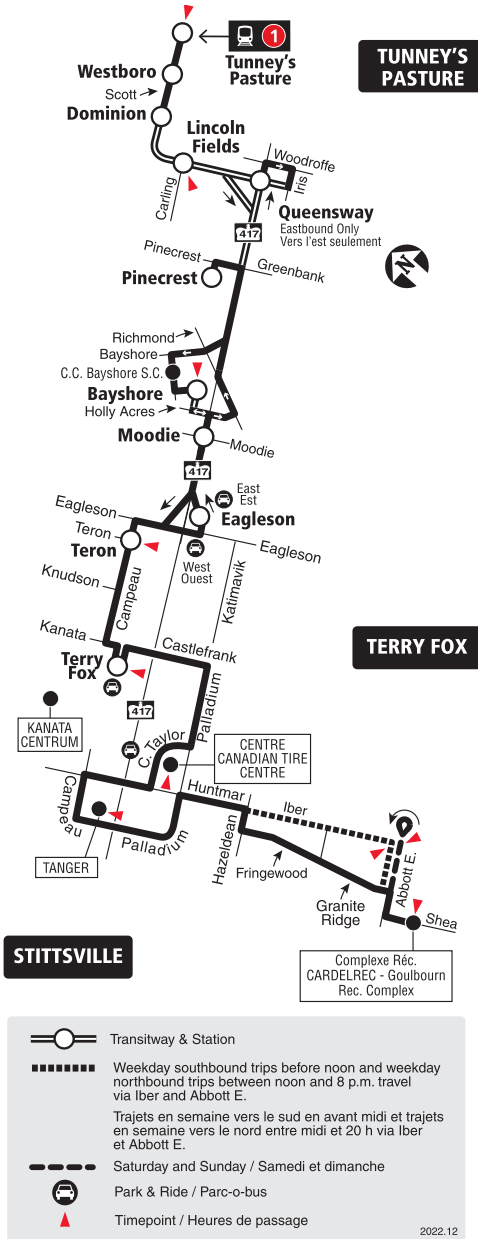 1
Tunney's
Pasture
TUNNEY'S
PASTURE
Westboro
Scott
Dominion
Lincoln
Fields
Woodroffe
Iris
Carling
Queensway
Eastbound Only
Vers l'est seulement
417
N
Pinecrest
Greenbank
Pinecrest
Richmond
Bayshore
C.C. Bayshore S.C.
Bayshore
Holly Acres
Moodie
Moodie
417
East
Est
Eagleson
Eagleson
Teron
Teron
West
Ouest
Eagleson
Knudson
Campeau
Katimavik
Kanata
Castlefrank
TERRY FOX
Terry
Fox
Palladium
417
KANATA
CENTRUM
C. Taylor
CENTRE
CANADIAN TIRE
CENTRE
Campeau
Huntmar
Iber
Palladium
TANGER
Hazeldean
Fringewood
Abbott E.
Granite
Ridge
Shea
STITTSVILLE
Complexe Réc.
CARDELREC - Goulbourn
Rec. Complex
Transitway & Station
Weekday southbound trips before noon and weekday
northbound trips between noon and 8 p.m. travel
via Iber and Abbott E.
Trajets en semaine vers le sud en avant midi et trajets
en semaine vers le nord entre midi et 20 h via Iber
et Abbott E.
Saturday and Sunday / Samedi et dimanche
Park & Ride / Parc-o-bus
Timepoint / Heures de passage
2022.12